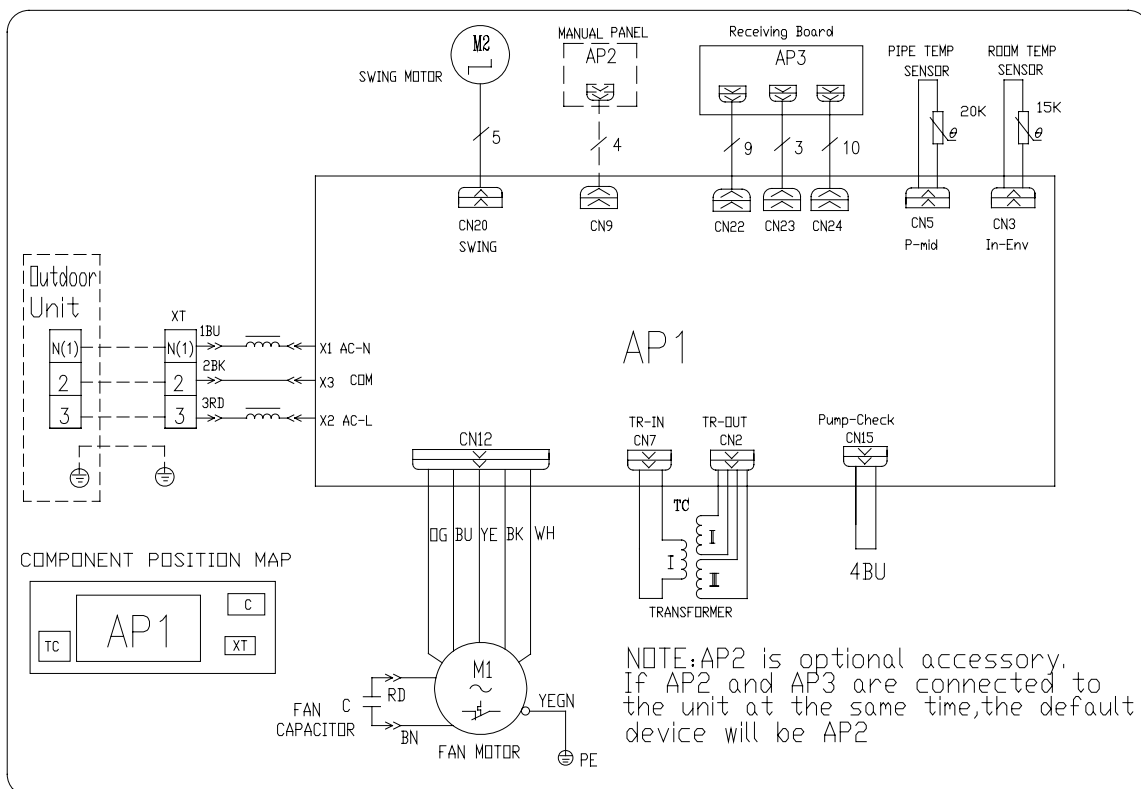 M2
SWING MOTOR
5
CN20
SWING
MANUAL PANEL
AP2
4
CN9
Receiving Board
AP3
9
3
10
CN22
CN23
CN24
PIPE TEMP
SENSOR
20K
θ
CN5
P-mid
ROOM TEMP
SENSOR
15K
θ
CN3
In-Env
Outdoor
Unit
N(1)
2
3
XT
N(1)
2
3
1BU
2BK
3RD
X1 AC-N
X3 COM
X2 AC-L
AP1
CN12
OG
BU
YE
BK
WH
TR-IN
CN7
TR-OUT
CN2
TC
I
II
III
TRANSFORMER
Pump-Check
CN15
4BU
COMPONENT POSITION MAP
TC
AP1
C
XT
M1
~
FAN MOTOR
C
FAN
CAPACITOR
RD
BN
YEGN
PE
NOTE:AP2 is optional accessory.
If AP2 and AP3 are connected to
the unit at the same time,the default
device will be AP2